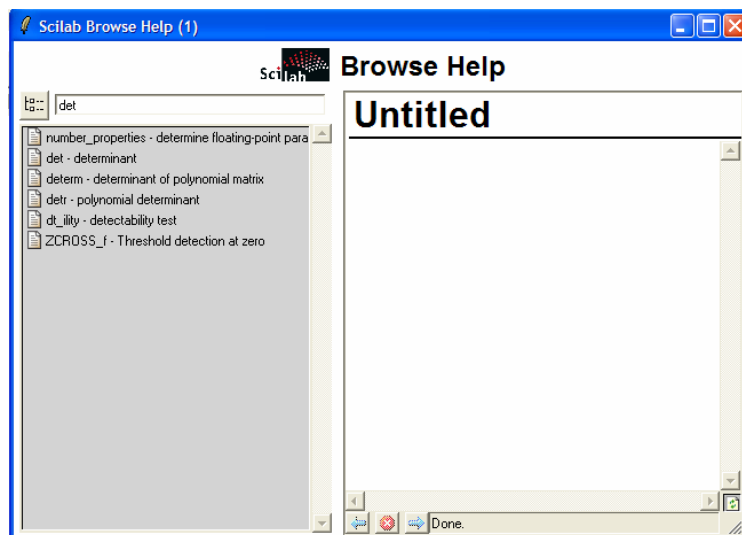 Scilab Browse Help (1)
Scilab Browse Help
det
Untitled
number_properties - determine floating-point para
det - determinant
determ - determinant of polynomial matrix
detr - polynomial determinant
dt_ility - detectability test
ZCROSS_f - Threshold detection at zero
Done.